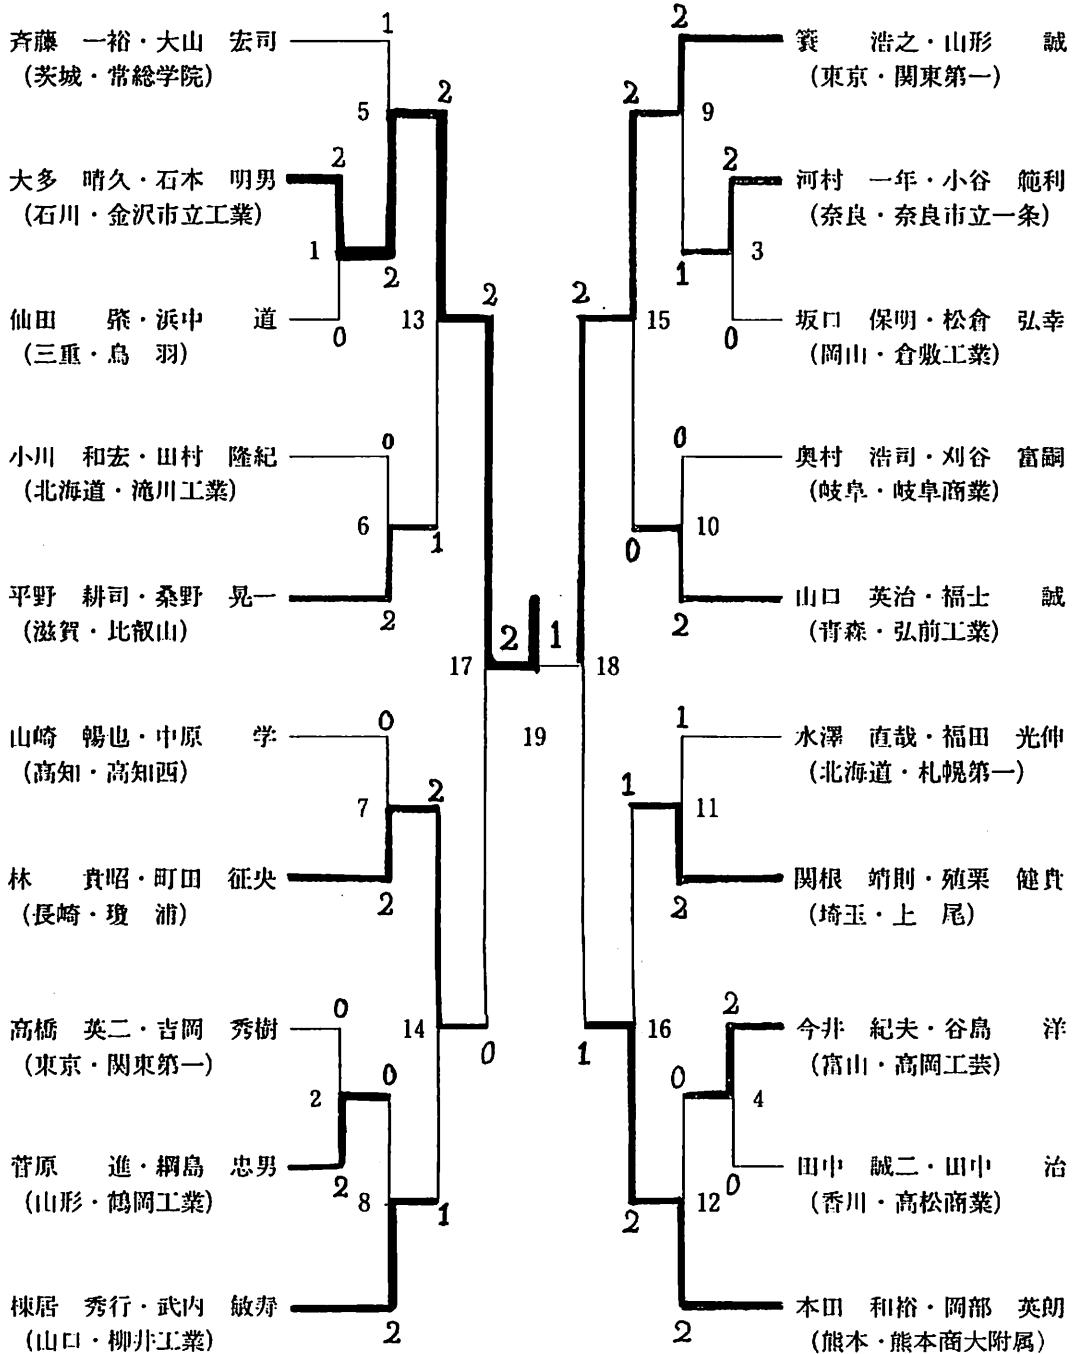 1
斉藤 一裕・大山 宏司
(茨城・常総学院)
5
2
2
大多 晴久・石本 明男
(石川・金沢市立工業)
1
2
仙田 肇・浜中 道
(三重・鳥 羽)
0
13
2
0
小川 和宏・田村 隆紀
(北海道・滝川工業)
6
1
平野 耕司・桑野 晃一
(滋賀・比叡山)
2
17
2
1
18
19
0
山崎 暢也・中原 学
(高知・高知西)
7
2
林 貴昭・町田 征央
(長崎・瓊 浦)
2
0
高橋 英二・吉岡 秀樹
(東京・関東第一)
14
0
2
0
菅原 進・綱島 忠男
(山形・鶴岡工業)
2
8
1
棟居 秀行・武内 敏寿
(山口・柳井工業)
2
2
簑 浩之・山形 誠
(東京・関東第一)
2
9
2
河村 一年・小谷 範利
(奈良・奈良市立一条)
1
3
2
15
坂口 保明・松倉 弘幸
(岡山・倉敷工業)
0
0
奥村 浩司・刈谷 富嗣
(岐阜・岐阜商業)
0
10
山口 英治・福士 誠
(青森・弘前工業)
2
1
水澤 直哉・福田 光伸
(北海道・札幌第一)
1
11
関根 靖則・殖栗 健貴
(埼玉・上 尾)
2
2
今井 紀夫・谷島 洋
(富山・高岡工芸)
1
16
0
4
田中 誠二・田中 治
(香川・高松商業)
0
2
12
本田 和裕・岡部 英朗
(熊本・熊本商大附属)
2